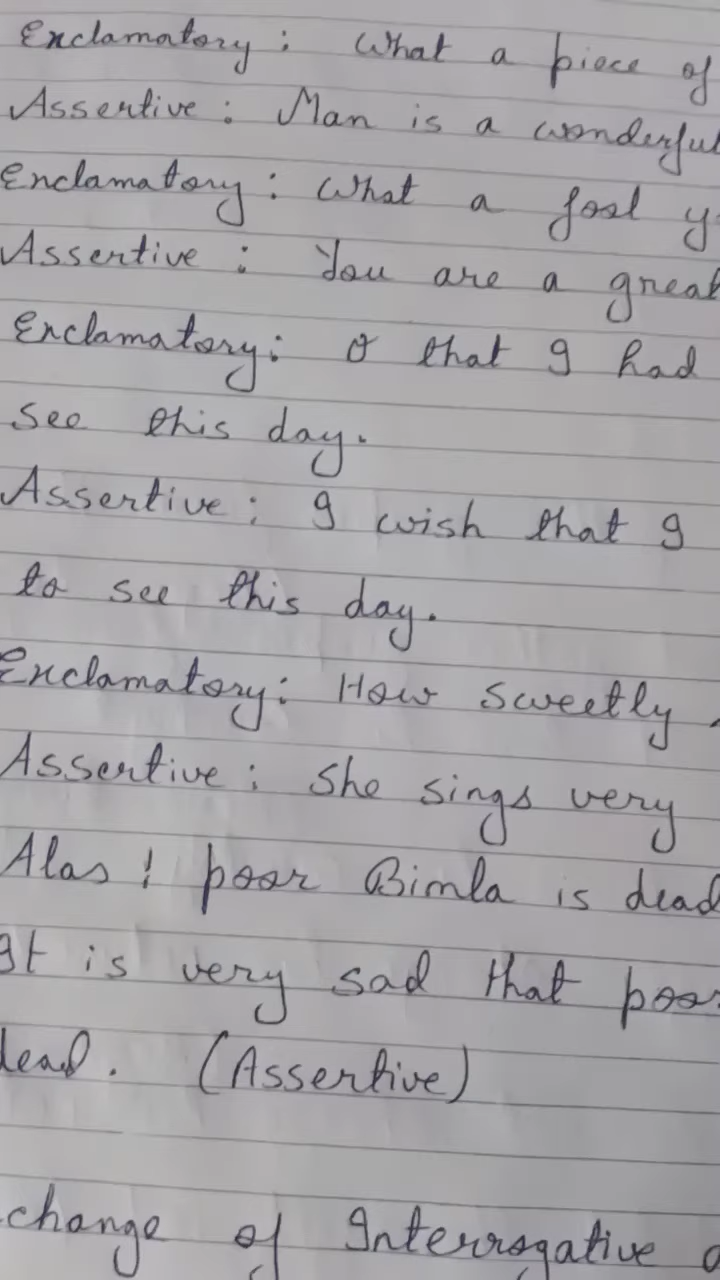 Exclamatory : What a piece of
Assertive : Man is a wonderful
Exclamatory : What a fool y
Assertive : You are a great
Exclamatory : O that I had
see this day.
Assertive : I wish that I
to see this day.
Exclamatory : How sweetly
Assertive : She sings very
Alas ! poor Bimla is dead
It is very sad that poor
dead. (Assertive)
change of Interrogative